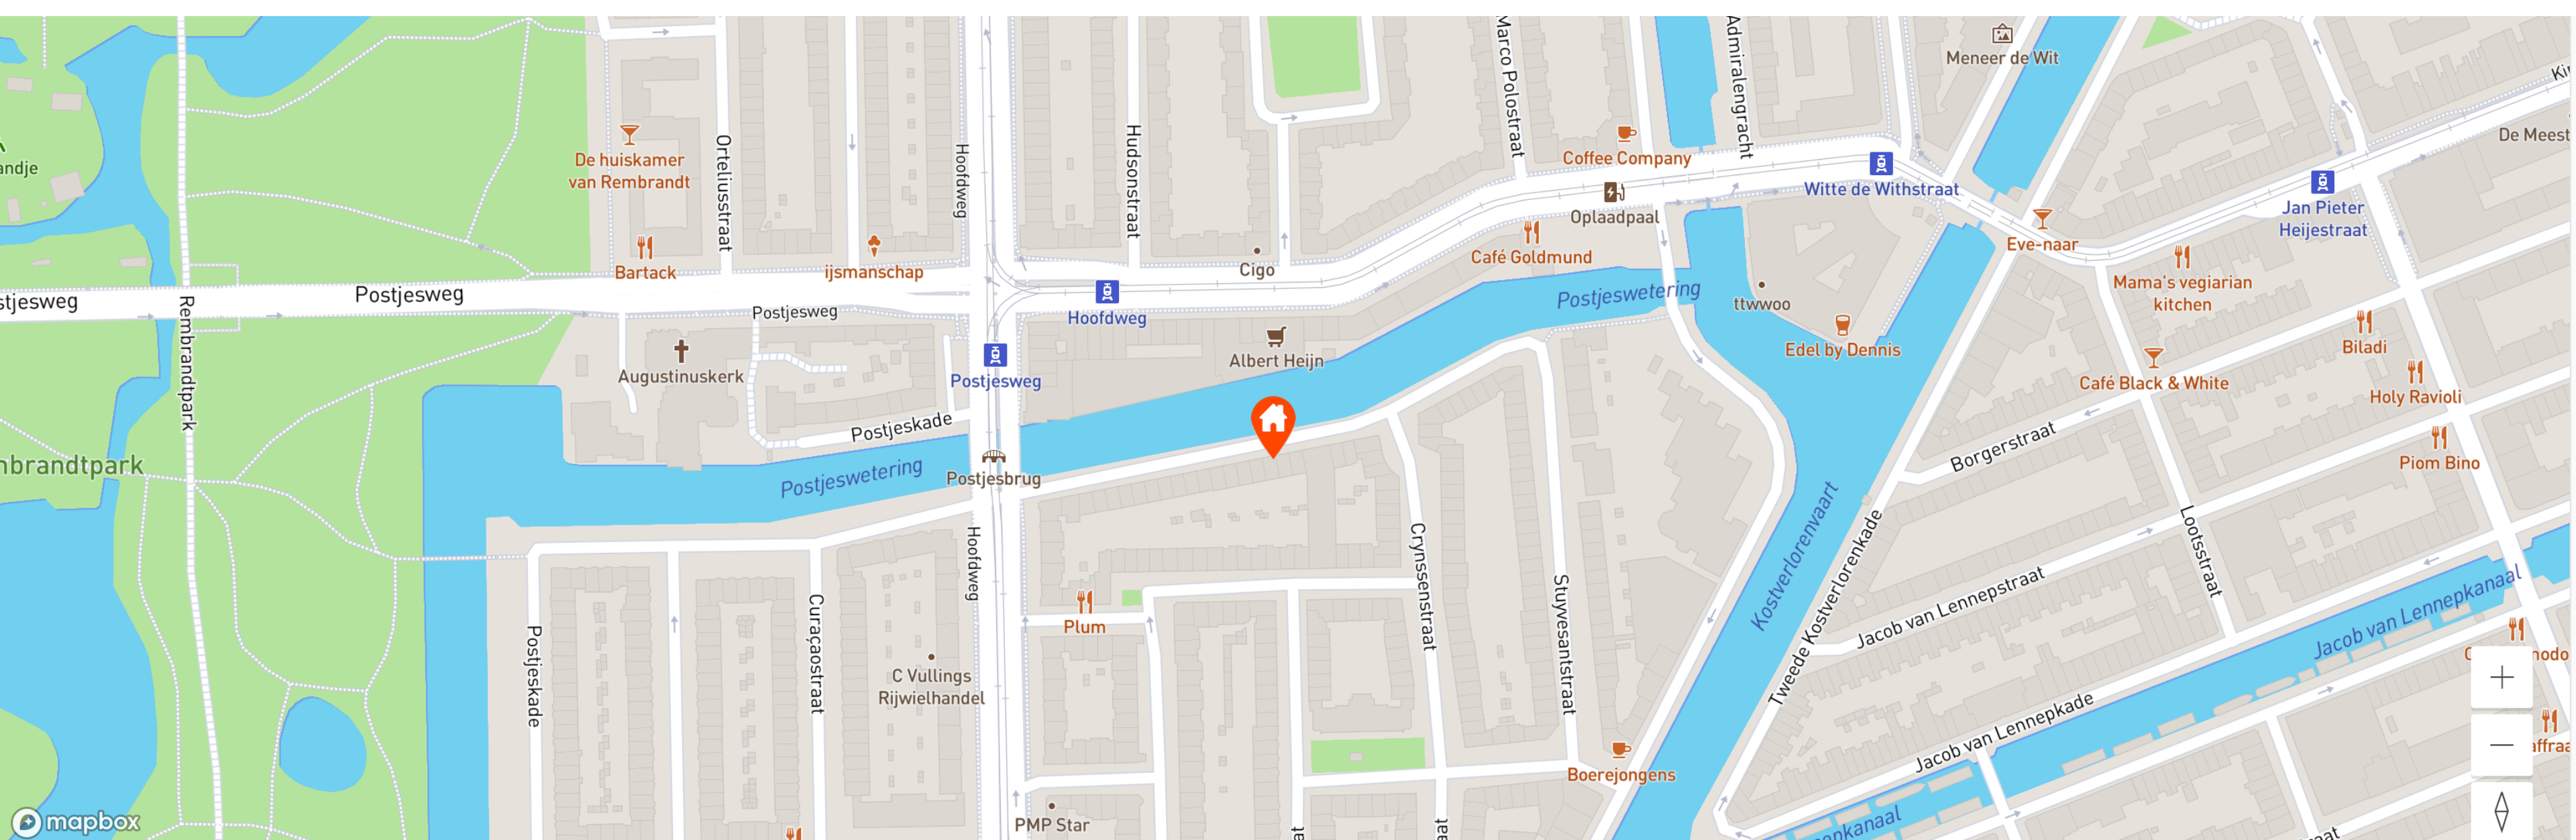 Meneer de Wit
Marco Polostraat
Admiralengracht
De huiskamer
van Rembrandt
Orteliusstraat
Hoofdweg
Hudsonstraat
Coffee Company
Witte de Withstraat
Oplaadpaal
Jan Pieter
Heijestraat
Bartack
ijsmanschap
Cigo
Café Goldmund
Eve-naar
Mama's vegiarian
kitchen
Postjesweg
Rembrandtpark
Postjesweg
Hoofdweg
Postjeswetering
ttwwoo
Edel by Dennis
Biladi
Augustinuskerk
Albert Heijn
Postjesweg
Café Black & White
Holy Ravioli
Postjeskade
Borgerstraat
Piom Bino
Postjeswetering
Postjesbrug
Hoofdweg
Crynssenstraat
Stuyvesantstraat
Kostverlorenvaart
Tweede Kostverlorenkade
Lootsstraat
Jacob van Lennepstraat
Jacob van Lennepkanaal
Plum
Postjeskade
Curaçaostraat
C Vullings
Rijwielhandel
Jacob van Lennepkade
Boerejongens
PMP Star
mapbox